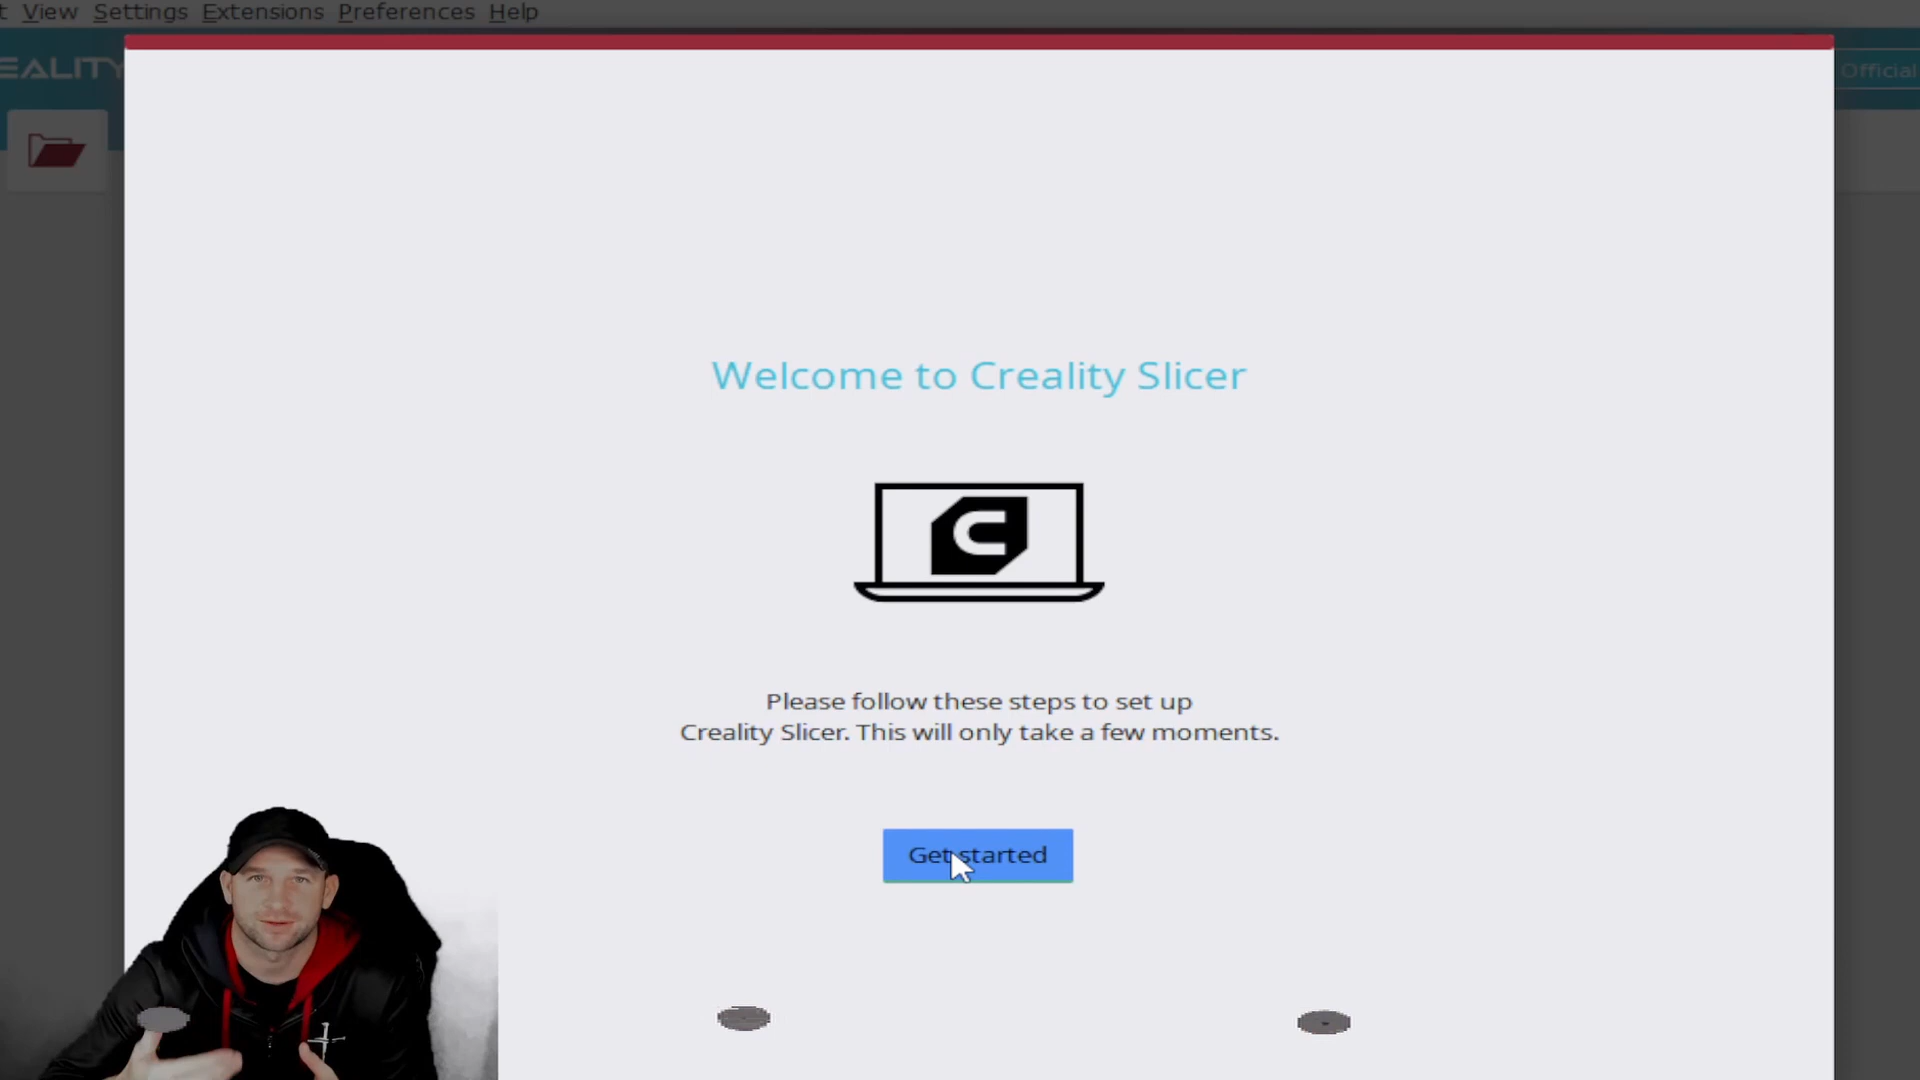 t View Settings Extensions Preferences Help
EALITY
Official
Welcome to Creality Slicer
C
Please follow these steps to set up
Creality Slicer. This will only take a few moments.
Get started